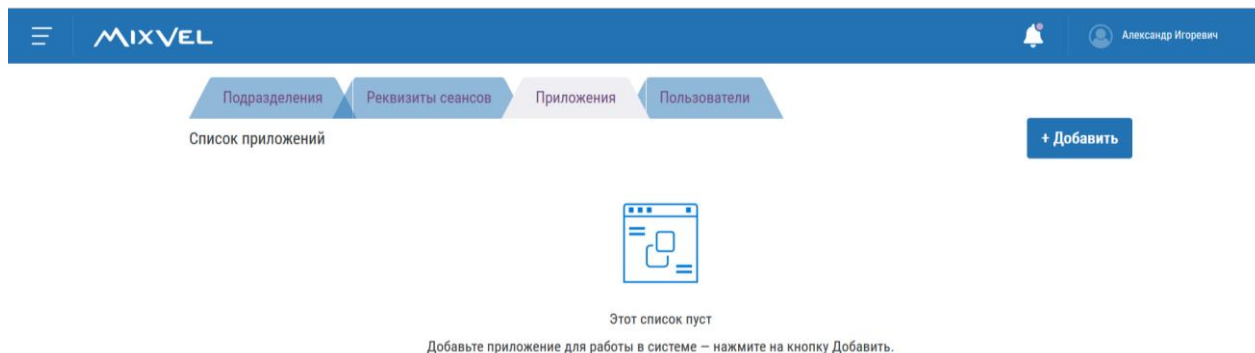 MIXVEL
Александр Игоревич
Подразделения
Реквизиты сеансов
Приложения
Пользователи
Список приложений
+ Добавить
Этот список пуст
Добавьте приложение для работы в системе — нажмите на кнопку Добавить.